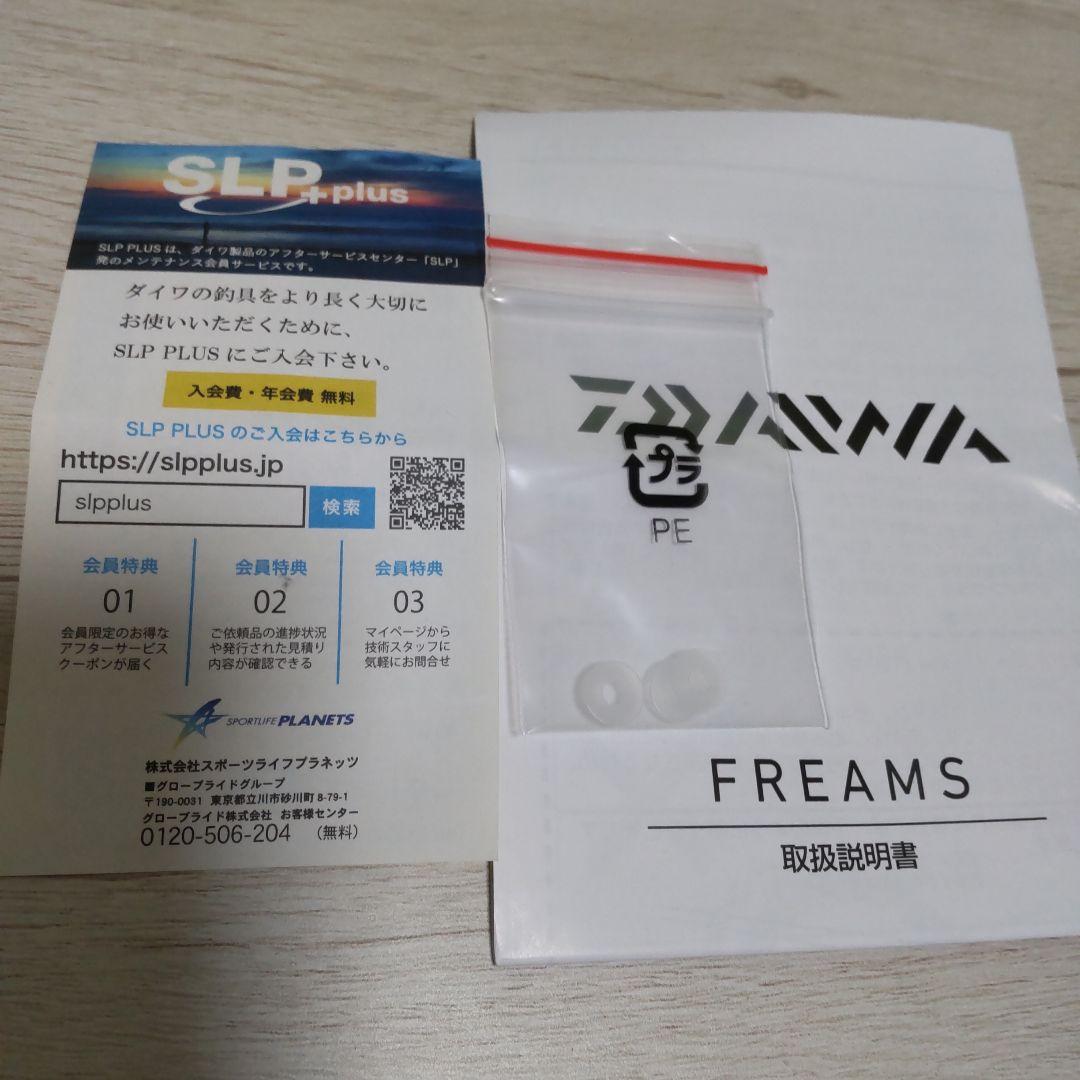 SLP+plus
SLP PLUS は、ダイワ製品のアフターサービスセンター「SLP」
発のメンテナンス会員サービスです。
ダイワの釣具をより長く大切に
お使いいただくために、
SLP PLUS にご入会下さい。
入会費・年会費 無料
SLP PLUS のご入会はこちらから
https://slpplus.jp
slpplus
検索
会員特典
01
会員限定のお得な
アフターサービス
クーポンが届く
会員特典
02
ご依頼品の進捗状況
や発行された見積り
内容が確認できる
会員特典
03
マイページから
技術スタッフに
気軽にお問合せ
SPORTLIFE PLANETS
株式会社スポーツライフプラネッツ
■グローブライドグループ
〒190-0031 東京都立川市砂川町 8-79-1
グローブライド株式会社 お客様センター
0120-506-204 (無料)
DAIWA
プラ
PE
FREAMS
取扱説明書